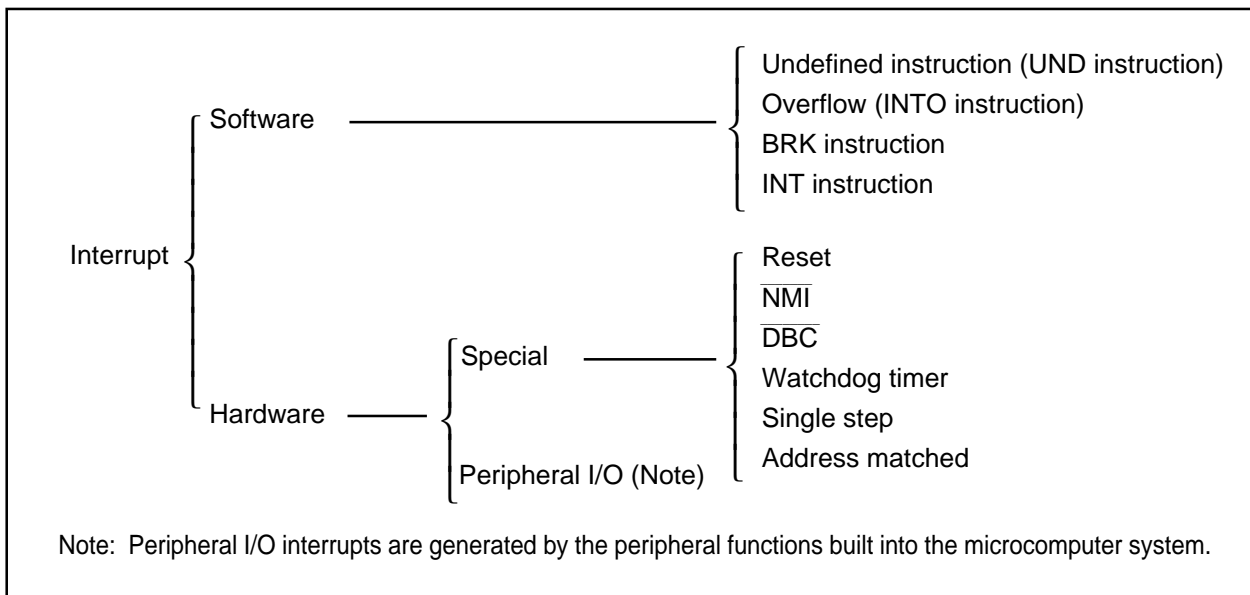 Interrupt
Software
Undefined instruction (UND instruction)
Overflow (INTO instruction)
BRK instruction
INT instruction
Hardware
Special
Reset
N̅M̅I̅
D̅B̅C̅
Watchdog timer
Single step
Address matched
Peripheral I/O (Note)
Note: Peripheral I/O interrupts are generated by the peripheral functions built into the microcomputer system.